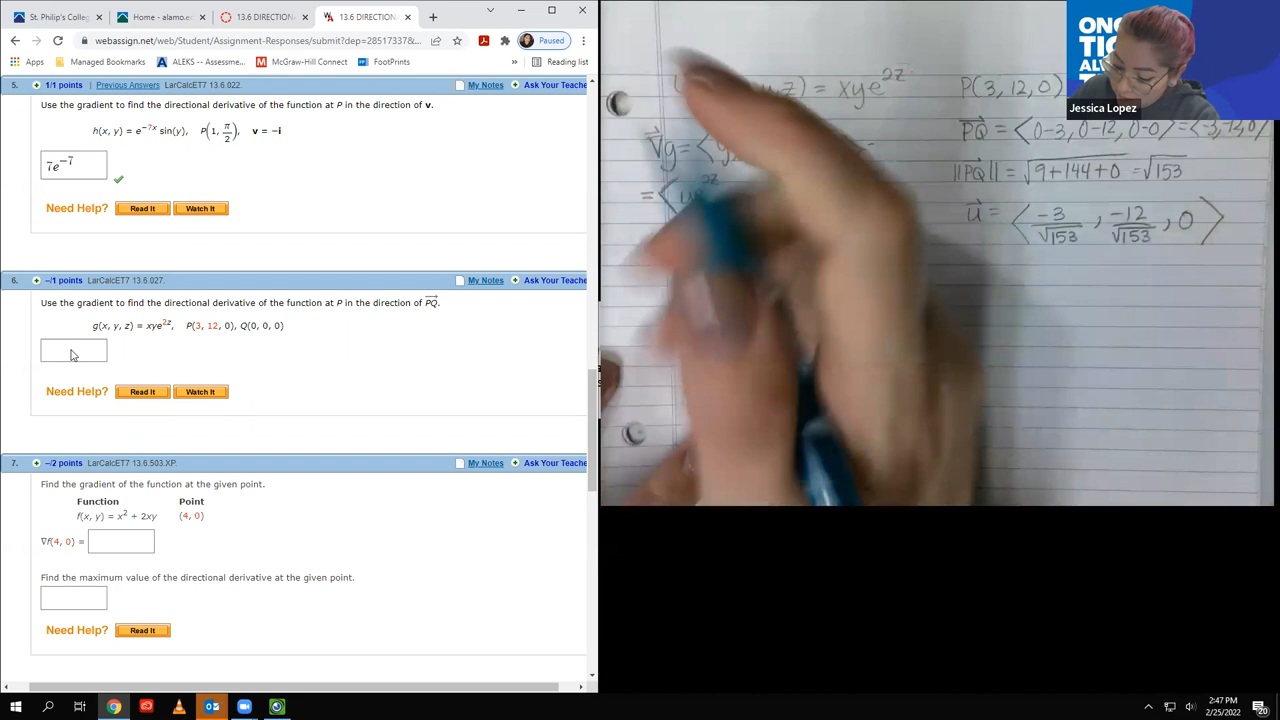 St. Philip's Colleg
Home - alamo.ed
13.6 DIRECTION
13.6 DIRECTION
webassign.net/web/Student/Assignment-Responses/submit?dep=28517337&...
Paused
Apps
Managed Bookmarks
ALEKS -- Assessme...
McGraw-Hill Connect
FootPrints
»
Reading list
5. 1/1 points | Previous Answers LarCalcET7 13.6.022.
My Notes
Ask Your Teache
Use the gradient to find the directional derivative of the function at P in the direction of v.
h(x, y) = e^−7x sin(y), P(1, π/2), v = −i
7e^−7
Need Help? Read It Watch It
6. −/1 points LarCalcET7 13.6.027.
My Notes
Ask Your Teache
Use the gradient to find the directional derivative of the function at P in the direction of PQ.
g(x, y, z) = xye^2z, P(3, 12, 0), Q(0, 0, 0)
Need Help? Read It Watch It
7. −/2 points LarCalcET7 13.6.503.XP.
My Notes
Ask Your Teache
Find the gradient of the function at the given point.
Function Point
f(x, y) = x² + 2xy (4, 0)
∇f(4, 0) =
Find the maximum value of the directional derivative at the given point.
Need Help? Read It
2:47 PM
2/25/2022
20
Jessica Lopez
) = xye^2z
∇g = <
= <
P(3, 12, 0)
PQ = <0-3, 0-12, 0-0> = <-3, -12, 0>
||PQ|| = √9+144+0 = √153
u = <-3/√153, -12/√153, 0>